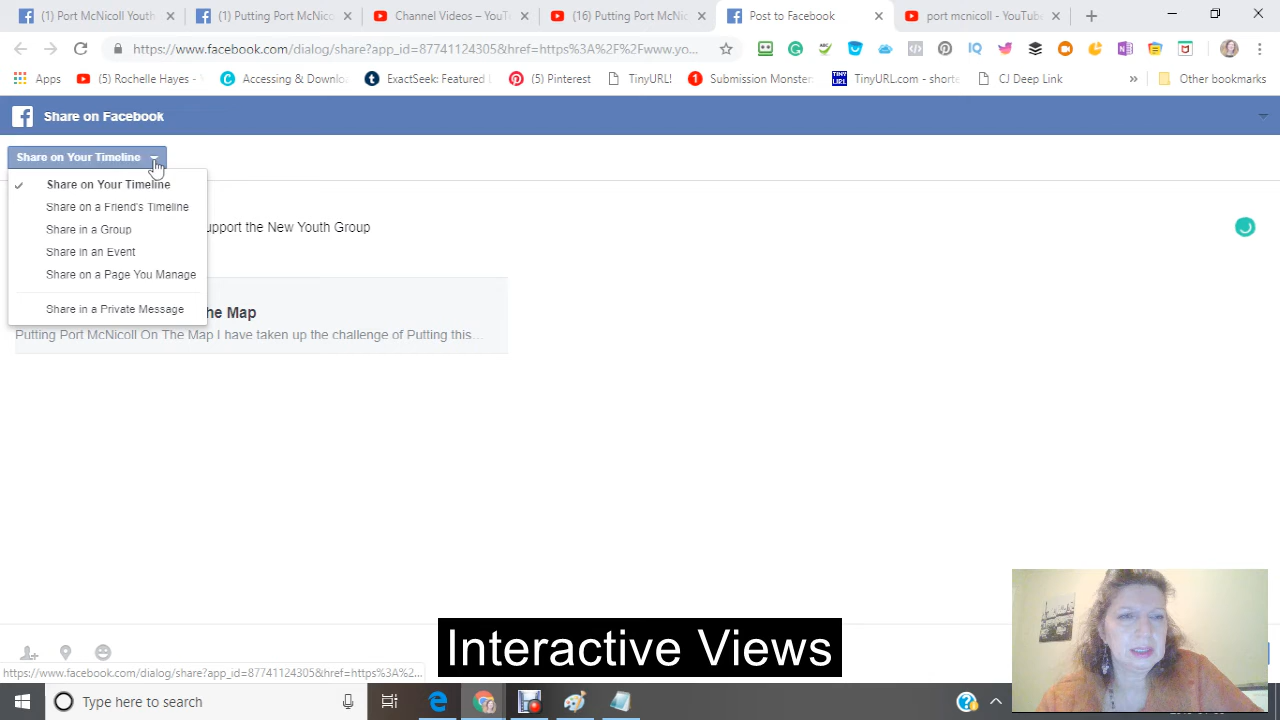 (1) Port McNicoll Youth
(1) Putting Port McNico
Channel Videos – YouT
(16) Putting Port McNi
Post to Facebook
port mcnicoll - YouTube
https://www.facebook.com/dialog/share?app_id=87741124305&href=https%3A%2F%2Fwww.yo...
Apps
(5) Rochelle Hayes -
Accessing & Downlo
ExactSeek: Featured L
(5) Pinterest
TinyURL!
Submission Monster
TinyURL.com - shorte
CJ Deep Link
»
Other bookmarks
Share on Facebook
Share on Your Timeline
Share on Your Timeline
Share on a Friend's Timeline
Share in a Group
upport the New Youth Group
Share in an Event
Share on a Page You Manage
Share in a Private Message
he Map
Putting Port McNicoll On The Map I have taken up the challenge of Putting this...
Interactive Views
https://www.facebook.com/dialog/share?app_id=87741124305&href=https%3A%2F%2...
Type here to search